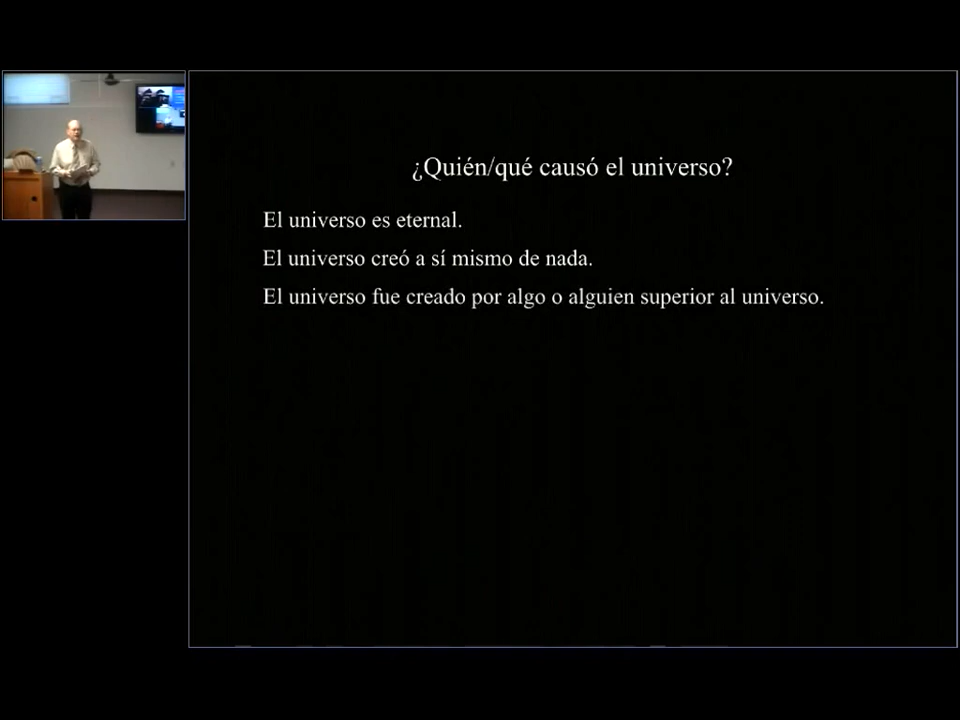 ¿Quién/qué causó el universo?
El universo es eternal.
El universo creó a sí mismo de nada.
El universo fue creado por algo o alguien superior al universo.